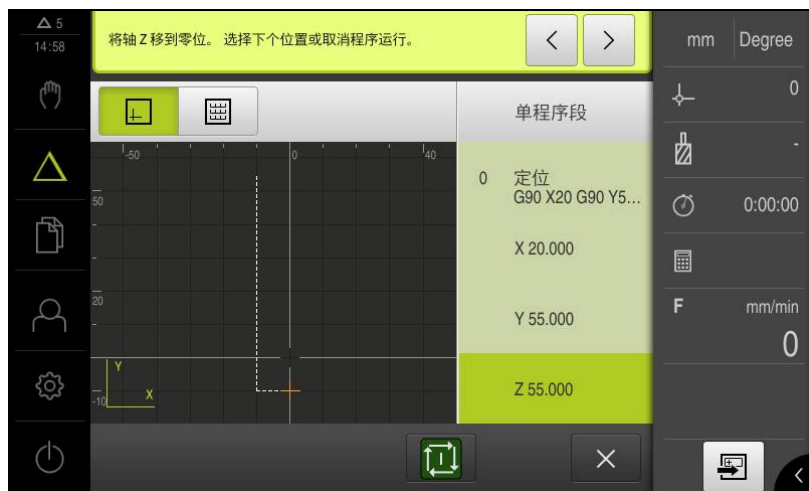 5
14:58
将轴 Z 移到零位。 选择下个位置或取消程序运行。
mm
Degree
0
单程序段
-50
0
40
-
0 定位
G90 X20 G90 Y5...
50
0:00:00
X 20.000
20
F mm/min
0
Y 55.000
Y
X
-10
Z 55.000